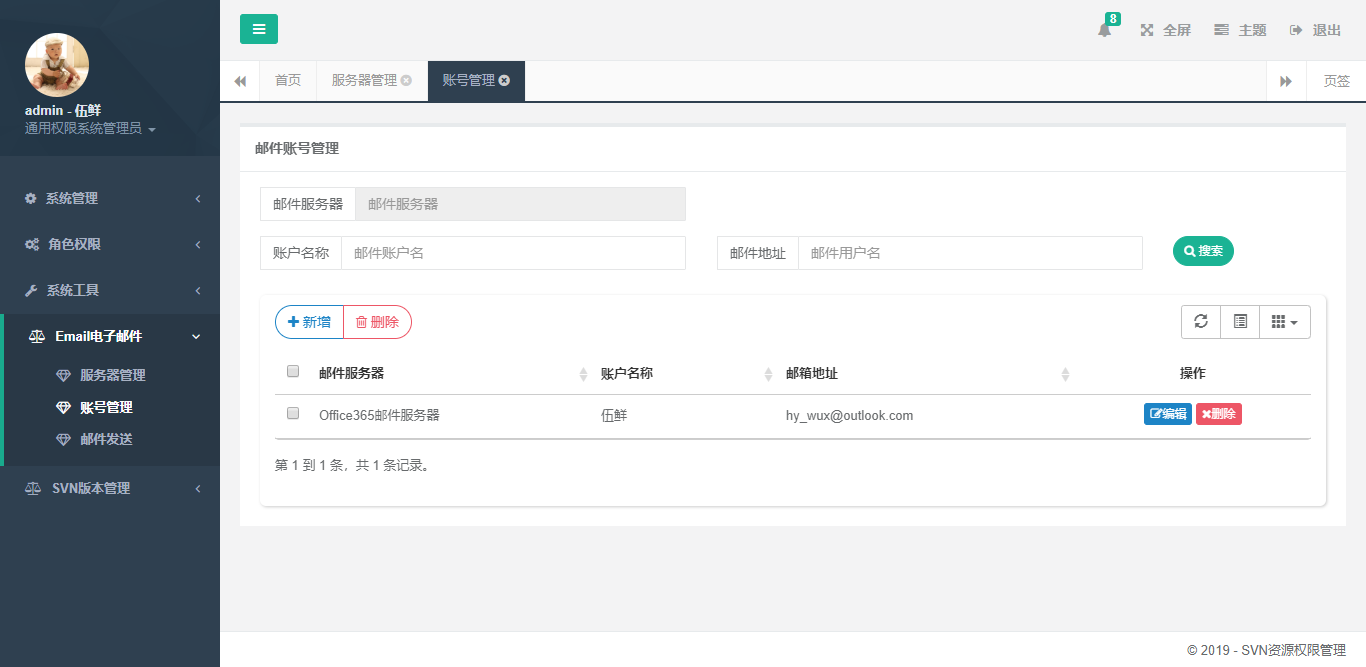 admin - 伍鲜
通用权限系统管理员
系统管理
角色权限
系统工具
Email电子邮件
服务器管理
账号管理
邮件发送
SVN版本管理
8
全屏 主题 退出
首页 服务器管理 账号管理 页签
邮件账号管理
邮件服务器 邮件服务器
账户名称 邮件账户名 邮件地址 邮件用户名 搜索
新增 删除
邮件服务器 账户名称 邮箱地址 操作
Office365邮件服务器 伍鲜 hy_wux@outlook.com 编辑 删除
第 1 到 1 条，共 1 条记录。
© 2019 - SVN资源权限管理